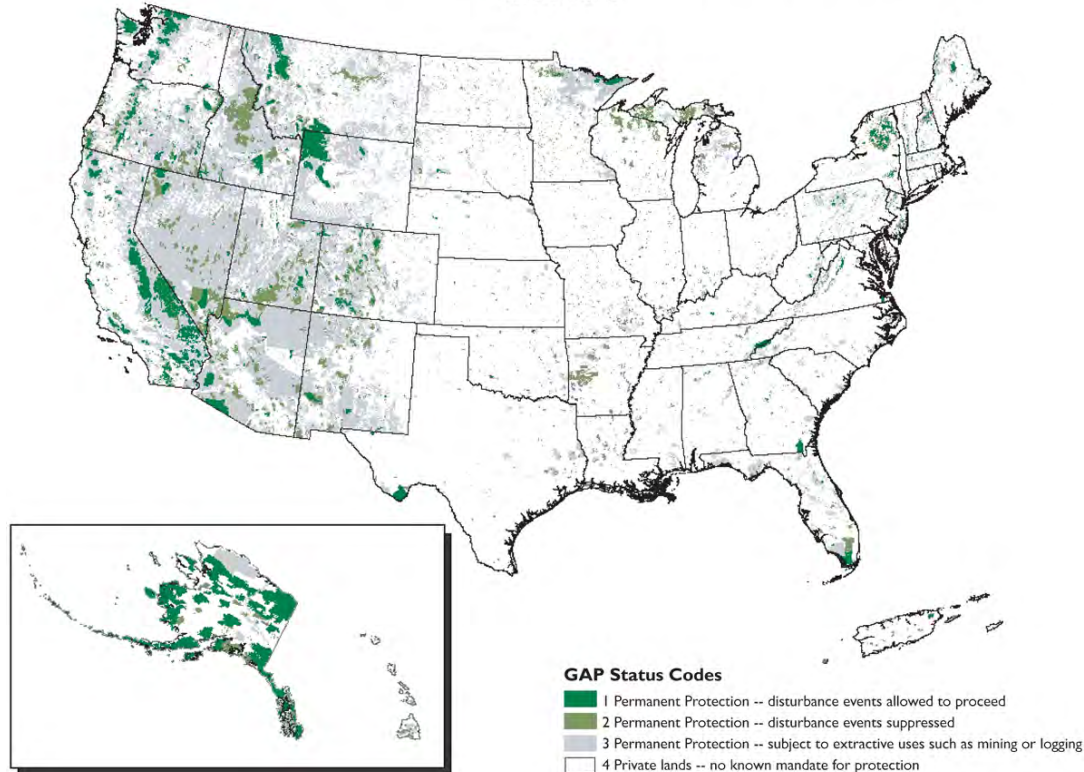 GAP Status Codes
1 Permanent Protection -- disturbance events allowed to proceed
2 Permanent Protection -- disturbance events suppressed
3 Permanent Protection -- subject to extractive uses such as mining or logging
4 Private lands -- no known mandate for protection